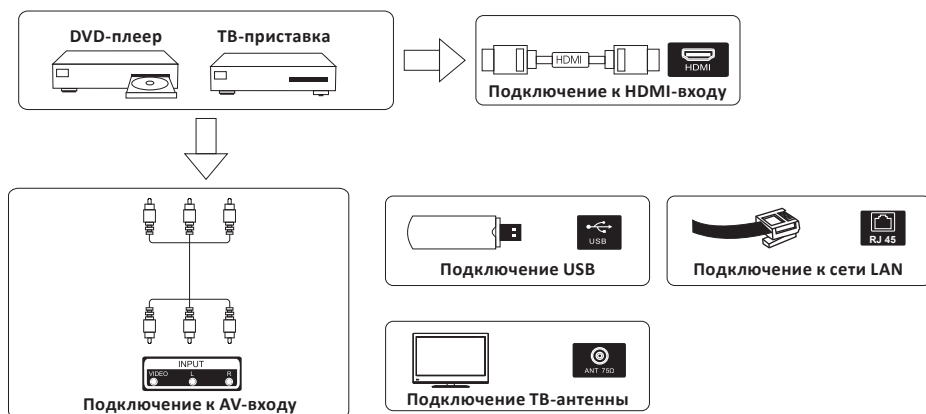 DVD-плеер
ТВ-приставка
HDMI
HDMI
Подключение к HDMI-входу
USB
Подключение USB
RJ 45
Подключение к сети LAN
INPUT
VIDEO L R
Подключение к AV-входу
ANT 75Ω
Подключение ТВ-антенны